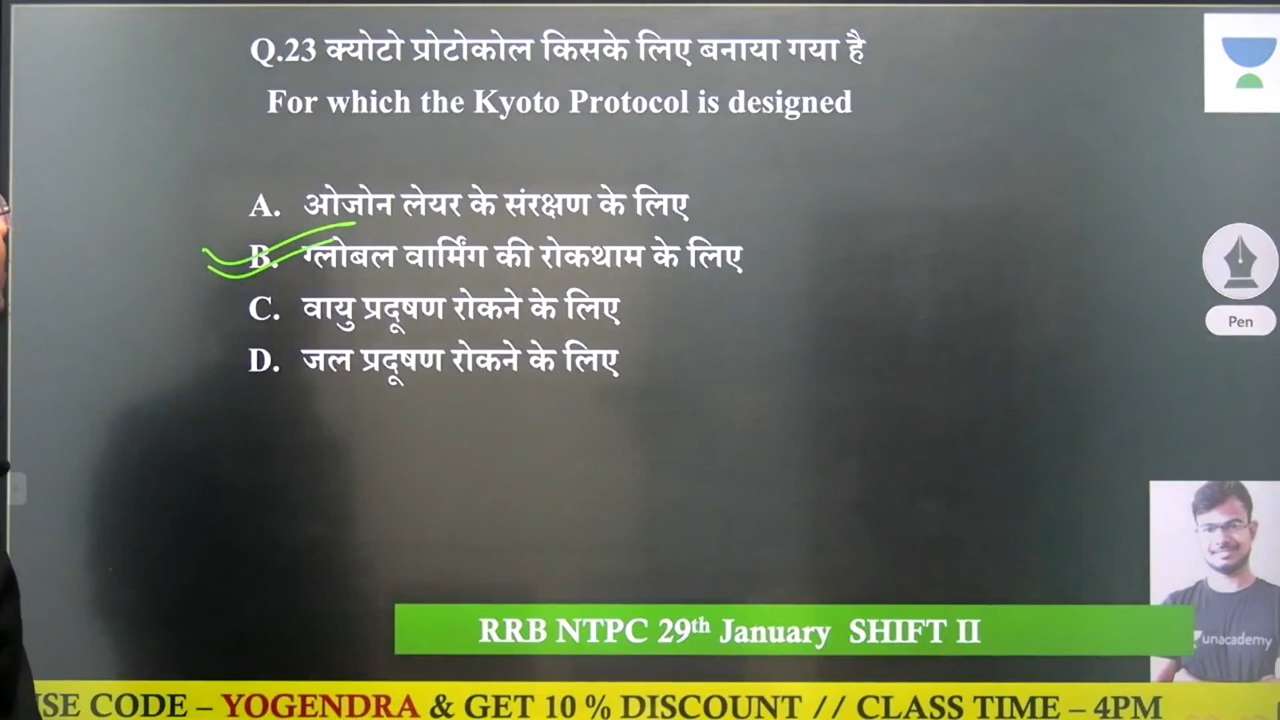 Q.23 क्योटो प्रोटोकोल किसके लिए बनाया गया है
For which the Kyoto Protocol is designed
A. ओजोन लेयर के संरक्षण के लिए
B. ग्लोबल वार्मिंग की रोकथाम के लिए
C. वायु प्रदूषण रोकने के लिए
D. जल प्रदूषण रोकने के लिए
Pen
unacademy
RRB NTPC 29th January SHIFT II
CODE – YOGENDRA & GET 10 % DISCOUNT // CLASS TIME – 4PM